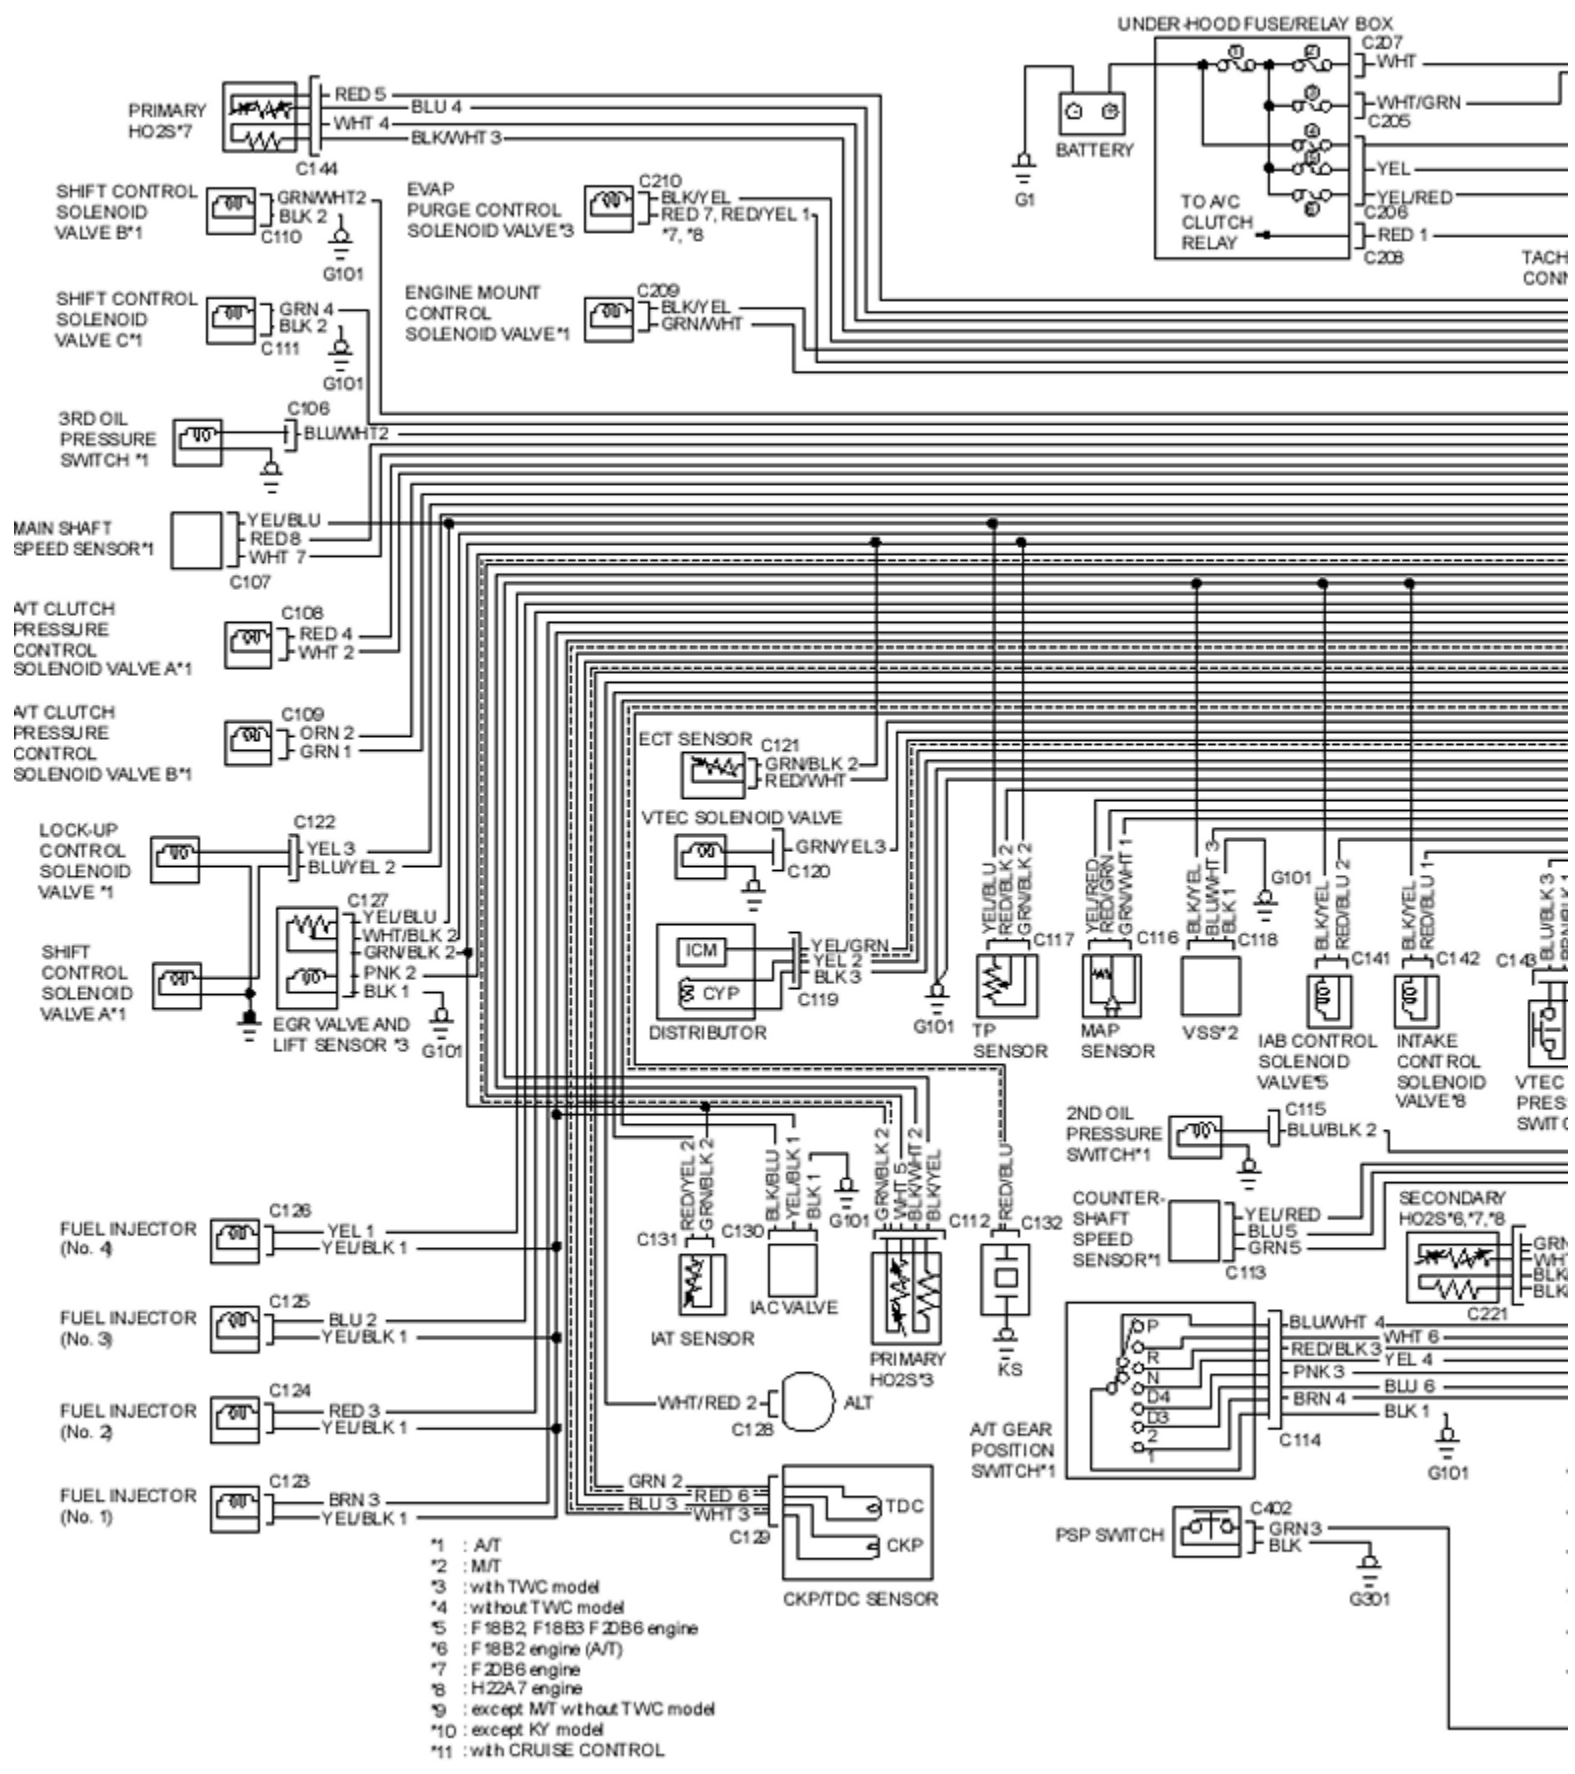 UNDER-HOOD FUSE/RELAY BOX
C207
WHT
WHT/GRN
C205
YEL
YEL/RED
C206
TO A/C
CLUTCH
RELAY
RED 1
C208
TACH
CONN
BATTERY
G1
PRIMARY
HO2S*7
RED 5
BLU 4
WHT 4
BLK/WHT 3
C144
SHIFT CONTROL
SOLENOID
VALVE B*1
GRN/WHT2
BLK 2
C110
G101
EVAP
PURGE CONTROL
SOLENOID VALVE*3
C210
BLK/YEL
RED 7, RED/YEL 1
*7, *8
SHIFT CONTROL
SOLENOID
VALVE C*1
GRN 4
BLK 2
C111
G101
ENGINE MOUNT
CONTROL
SOLENOID VALVE*1
C209
BLK/YEL
GRN/WHT
3RD OIL
PRESSURE
SWITCH *1
C106
BLU/WHT2
MAIN SHAFT
SPEED SENSOR*1
YEL/BLU
RED8
WHT 7
C107
A/T CLUTCH
PRESSURE
CONTROL
SOLENOID VALVE A*1
C108
RED 4
WHT 2
A/T CLUTCH
PRESSURE
CONTROL
SOLENOID VALVE B*1
C109
ORN 2
GRN 1
ECT SENSOR
C121
GRN/BLK 2
RED/WHT
LOCK-UP
CONTROL
SOLENOID
VALVE *1
C122
YEL 3
BLU/YEL 2
VTEC SOLENOID VALVE
GRN/YEL3
C120
SHIFT
CONTROL
SOLENOID
VALVE A*1
C127
YEL/BLU
WHT/BLK 2
GRN/BLK 2
PNK 2
BLK 1
EGR VALVE AND
LIFT SENSOR *3
G101
ICM
CYP
YEL/GRN
YEL 2
BLK 3
C119
DISTRIBUTOR
G101
YEL/BLU
RED/BLK 2
GRN/BLK 2
C117
TP
SENSOR
YEL/RED
RED/GRN
GRN/WHT 1
C116
MAP
SENSOR
BLK/YEL
BLU/WHT 3
BLK 1
G101
C118
VSS*2
BLK/YEL
RED/BLU 2
C141
IAB CONTROL
SOLENOID
VALVE*5
BLK/YEL
RED/BLU 1
C142
INTAKE
CONTROL
SOLENOID
VALVE*8
BLU/BLK 3
C143
VTEC
PRES
SWITC
2ND OIL
PRESSURE
SWITCH*1
C115
BLU/BLK 2
COUNTER-
SHAFT
SPEED
SENSOR*1
YEL/RED
BLU5
GRN5
C113
SECONDARY
HO2S*6,*7,*8
GRN
WHT
BLK/
BLK/
C221
RED/YEL 2
GRN/BLK 2
C131
IAT SENSOR
BLK/BLU
YEL/BLK 1
BLK 1
C130
G101
IAC VALVE
GRN/BLK 2
WHT 5
BLK/WHT 2
BLK/YEL
C112
PRIMARY
HO2S*3
RED/BLU
C132
KS
FUEL INJECTOR
(No. 4)
C126
YEL 1
YEL/BLK 1
FUEL INJECTOR
(No. 3)
C125
BLU 2
YEL/BLK 1
FUEL INJECTOR
(No. 2)
C124
RED 3
YEL/BLK 1
FUEL INJECTOR
(No. 1)
C123
BRN 3
YEL/BLK 1
WHT/RED 2
C128
ALT
A/T GEAR
POSITION
SWITCH*1
P
R
N
D4
D3
2
1
BLU/WHT 4
WHT 6
RED/BLK 3
YEL 4
PNK 3
BLU 6
BRN 4
BLK 1
C114
G101
GRN 2
RED 6
BLU 3
WHT 3
C129
TDC
CKP
CKP/TDC SENSOR
PSP SWITCH
C402
GRN3
BLK
G301
*1 : A/T
*2 : M/T
*3 : with TWC model
*4 : without TWC model
*5 : F18B2, F18B3 F20B6 engine
*6 : F18B2 engine (A/T)
*7 : F20B6 engine
*8 : H22A7 engine
*9 : except M/T without TWC model
*10 : except KY model
*11 : with CRUISE CONTROL